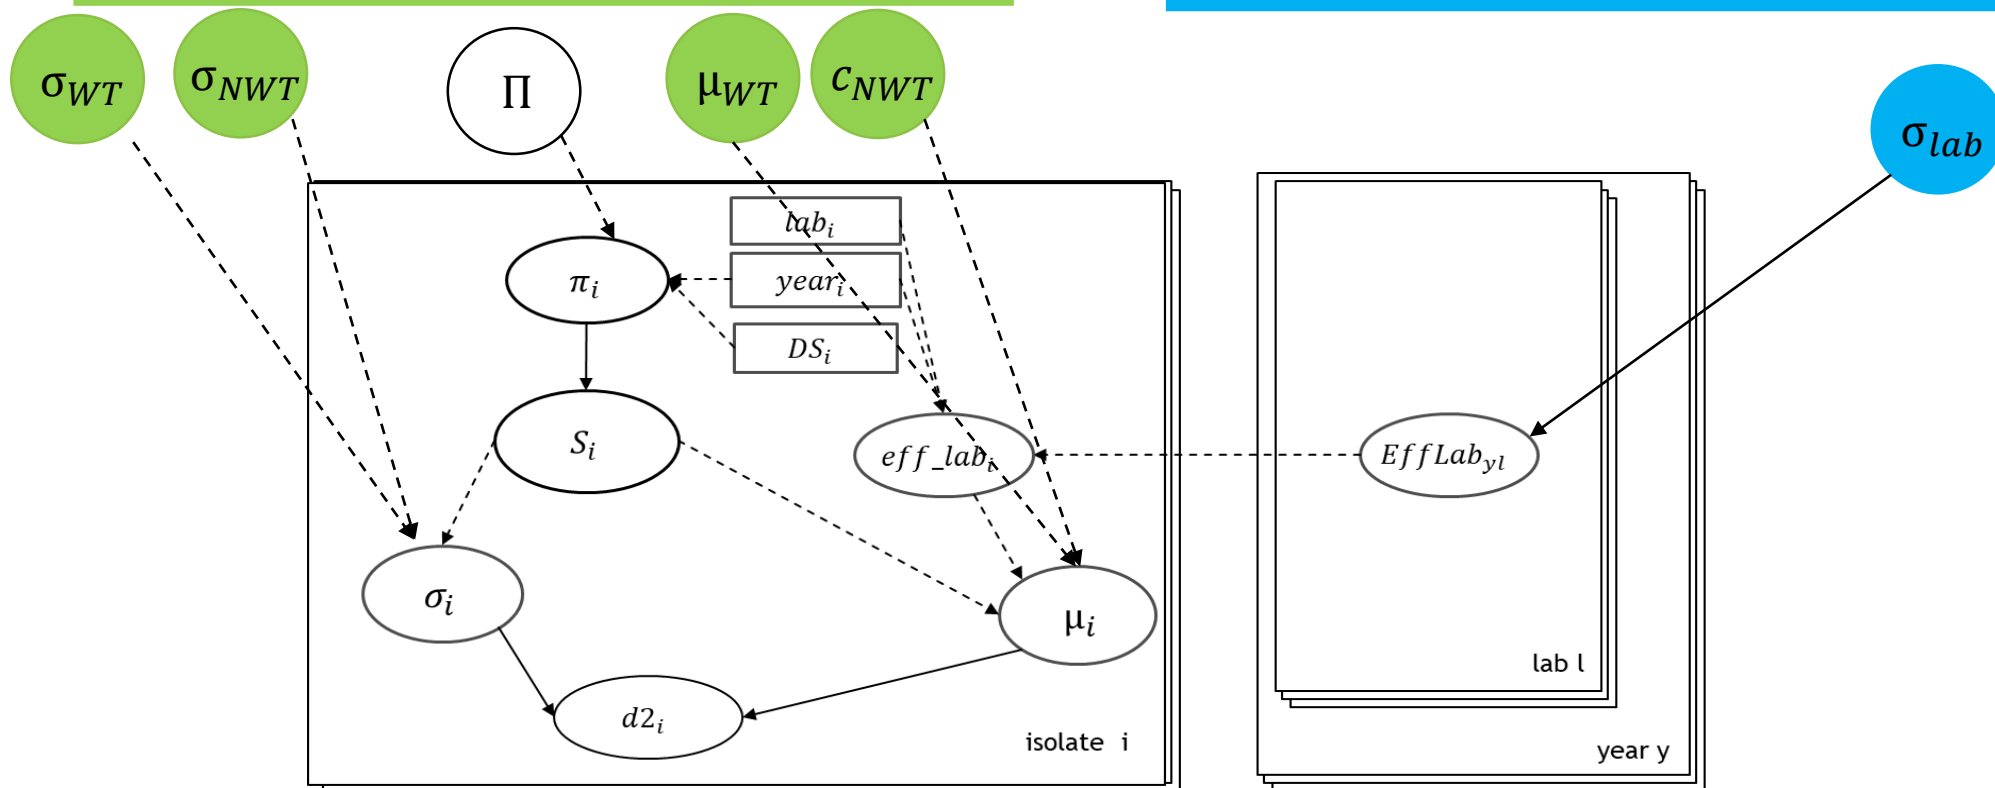 σ_WT σ_NWT Π μ_WT c_NWT σ_lab
lab_i
year_i
π_i
DS_i
S_i
eff_lab_i
EffLab_yl
σ_i
μ_i
lab l
d2_i
isolate i
year y